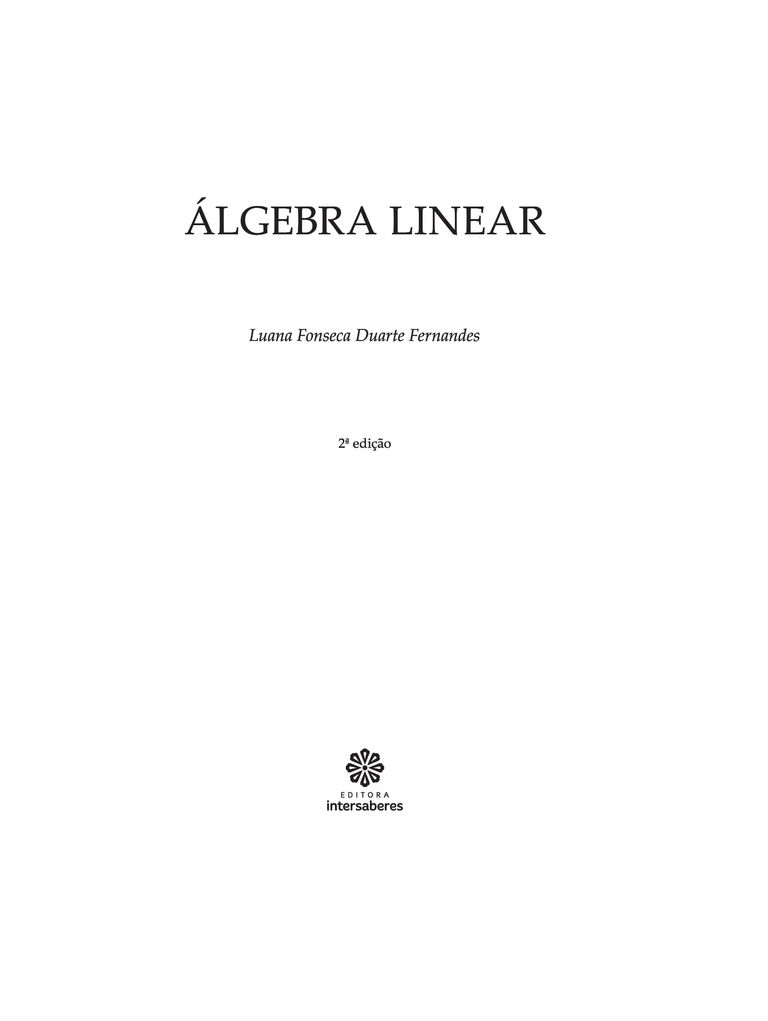 ÁLGEBRA LINEAR
Luana Fonseca Duarte Fernandes
2ª edição
EDITORA
intersaberes